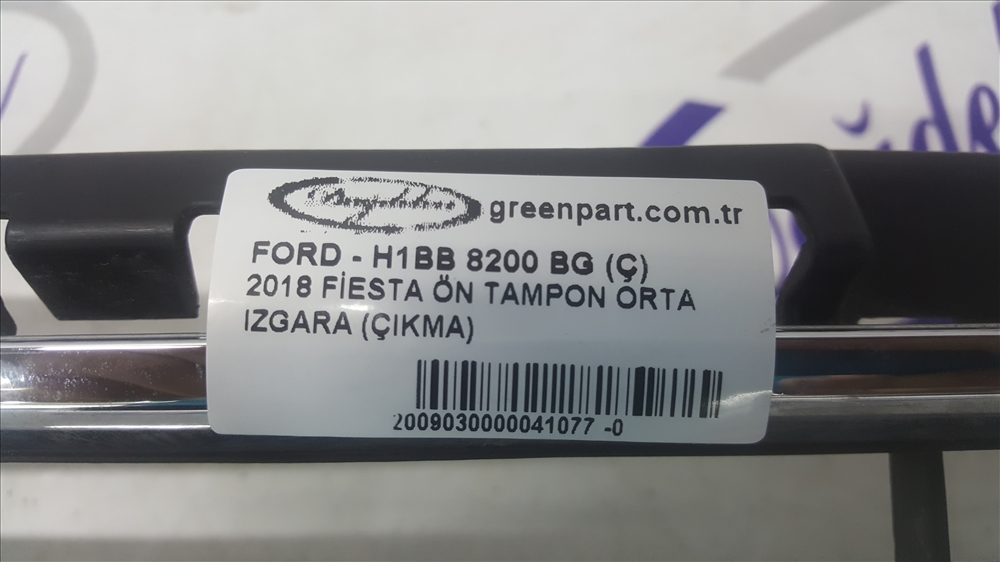 greenpart.com.tr
FORD - H1BB 8200 BG (Ç)
2018 FİESTA ÖN TAMPON ORTA
IZGARA (ÇIKMA)
2009030000041077 -0